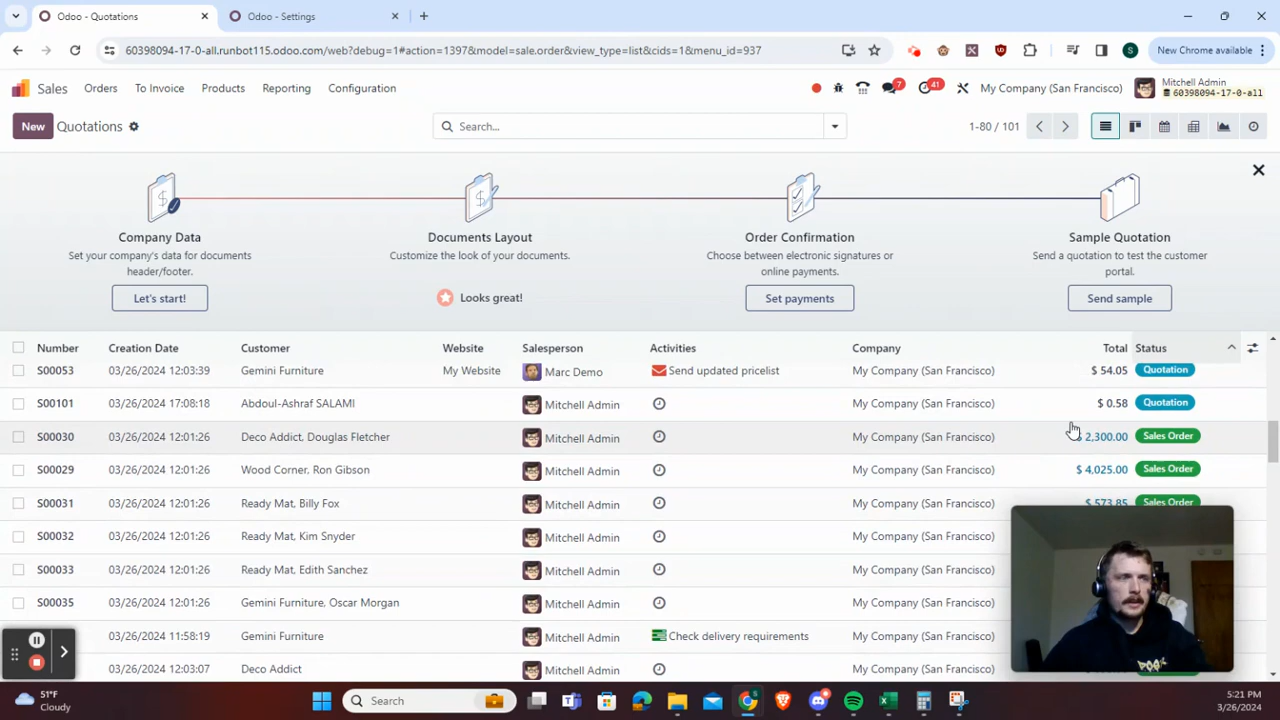 Odoo - Quotations
Odoo - Settings
60398094-17-0-all.runbot115.odoo.com/web?debug=1#action=1397&model=sale.order&view_type=list&cids=1&menu_id=937
S
New Chrome available
Sales
Orders
To Invoice
Products
Reporting
Configuration
7
41
My Company (San Francisco)
Mitchell Admin
60398094-17-0-all
New
Quotations
Search...
1-80 / 101
Company Data
Set your company's data for documents
header/footer.
Let's start!
Documents Layout
Customize the look of your documents.
Looks great!
Order Confirmation
Choose between electronic signatures or
online payments.
Set payments
Sample Quotation
Send a quotation to test the customer
portal.
Send sample
Number Creation Date Customer Website Salesperson Activities Company Total Status
S00053 03/26/2024 12:03:39 Gemini Furniture My Website Marc Demo Send updated pricelist My Company (San Francisco) $ 54.05 Quotation
S00101 03/26/2024 17:08:18 Abdoul-Ashraf SALAMI Mitchell Admin My Company (San Francisco) $ 0.58 Quotation
S00030 03/26/2024 12:01:26 Deco Addict, Douglas Fletcher Mitchell Admin My Company (San Francisco) $ 2,300.00 Sales Order
S00029 03/26/2024 12:01:26 Wood Corner, Ron Gibson Mitchell Admin My Company (San Francisco) $ 4,025.00 Sales Order
S00031 03/26/2024 12:01:26 Ready Mat, Billy Fox Mitchell Admin My Company (San Francisco) $ 573.85 Sales Order
S00032 03/26/2024 12:01:26 Ready Mat, Kim Snyder Mitchell Admin My Company (San Francisco)
S00033 03/26/2024 12:01:26 Ready Mat, Edith Sanchez Mitchell Admin My Company (San Francisco)
S00035 03/26/2024 12:01:26 Gemini Furniture, Oscar Morgan Mitchell Admin My Company (San Francisco)
03/26/2024 11:58:19 Gemini Furniture Mitchell Admin Check delivery requirements My Company (San Francisco)
03/26/2024 12:03:07 Deco Addict Mitchell Admin My Company (San Francisco)
51°F
Cloudy
Search
5:21 PM
3/26/2024